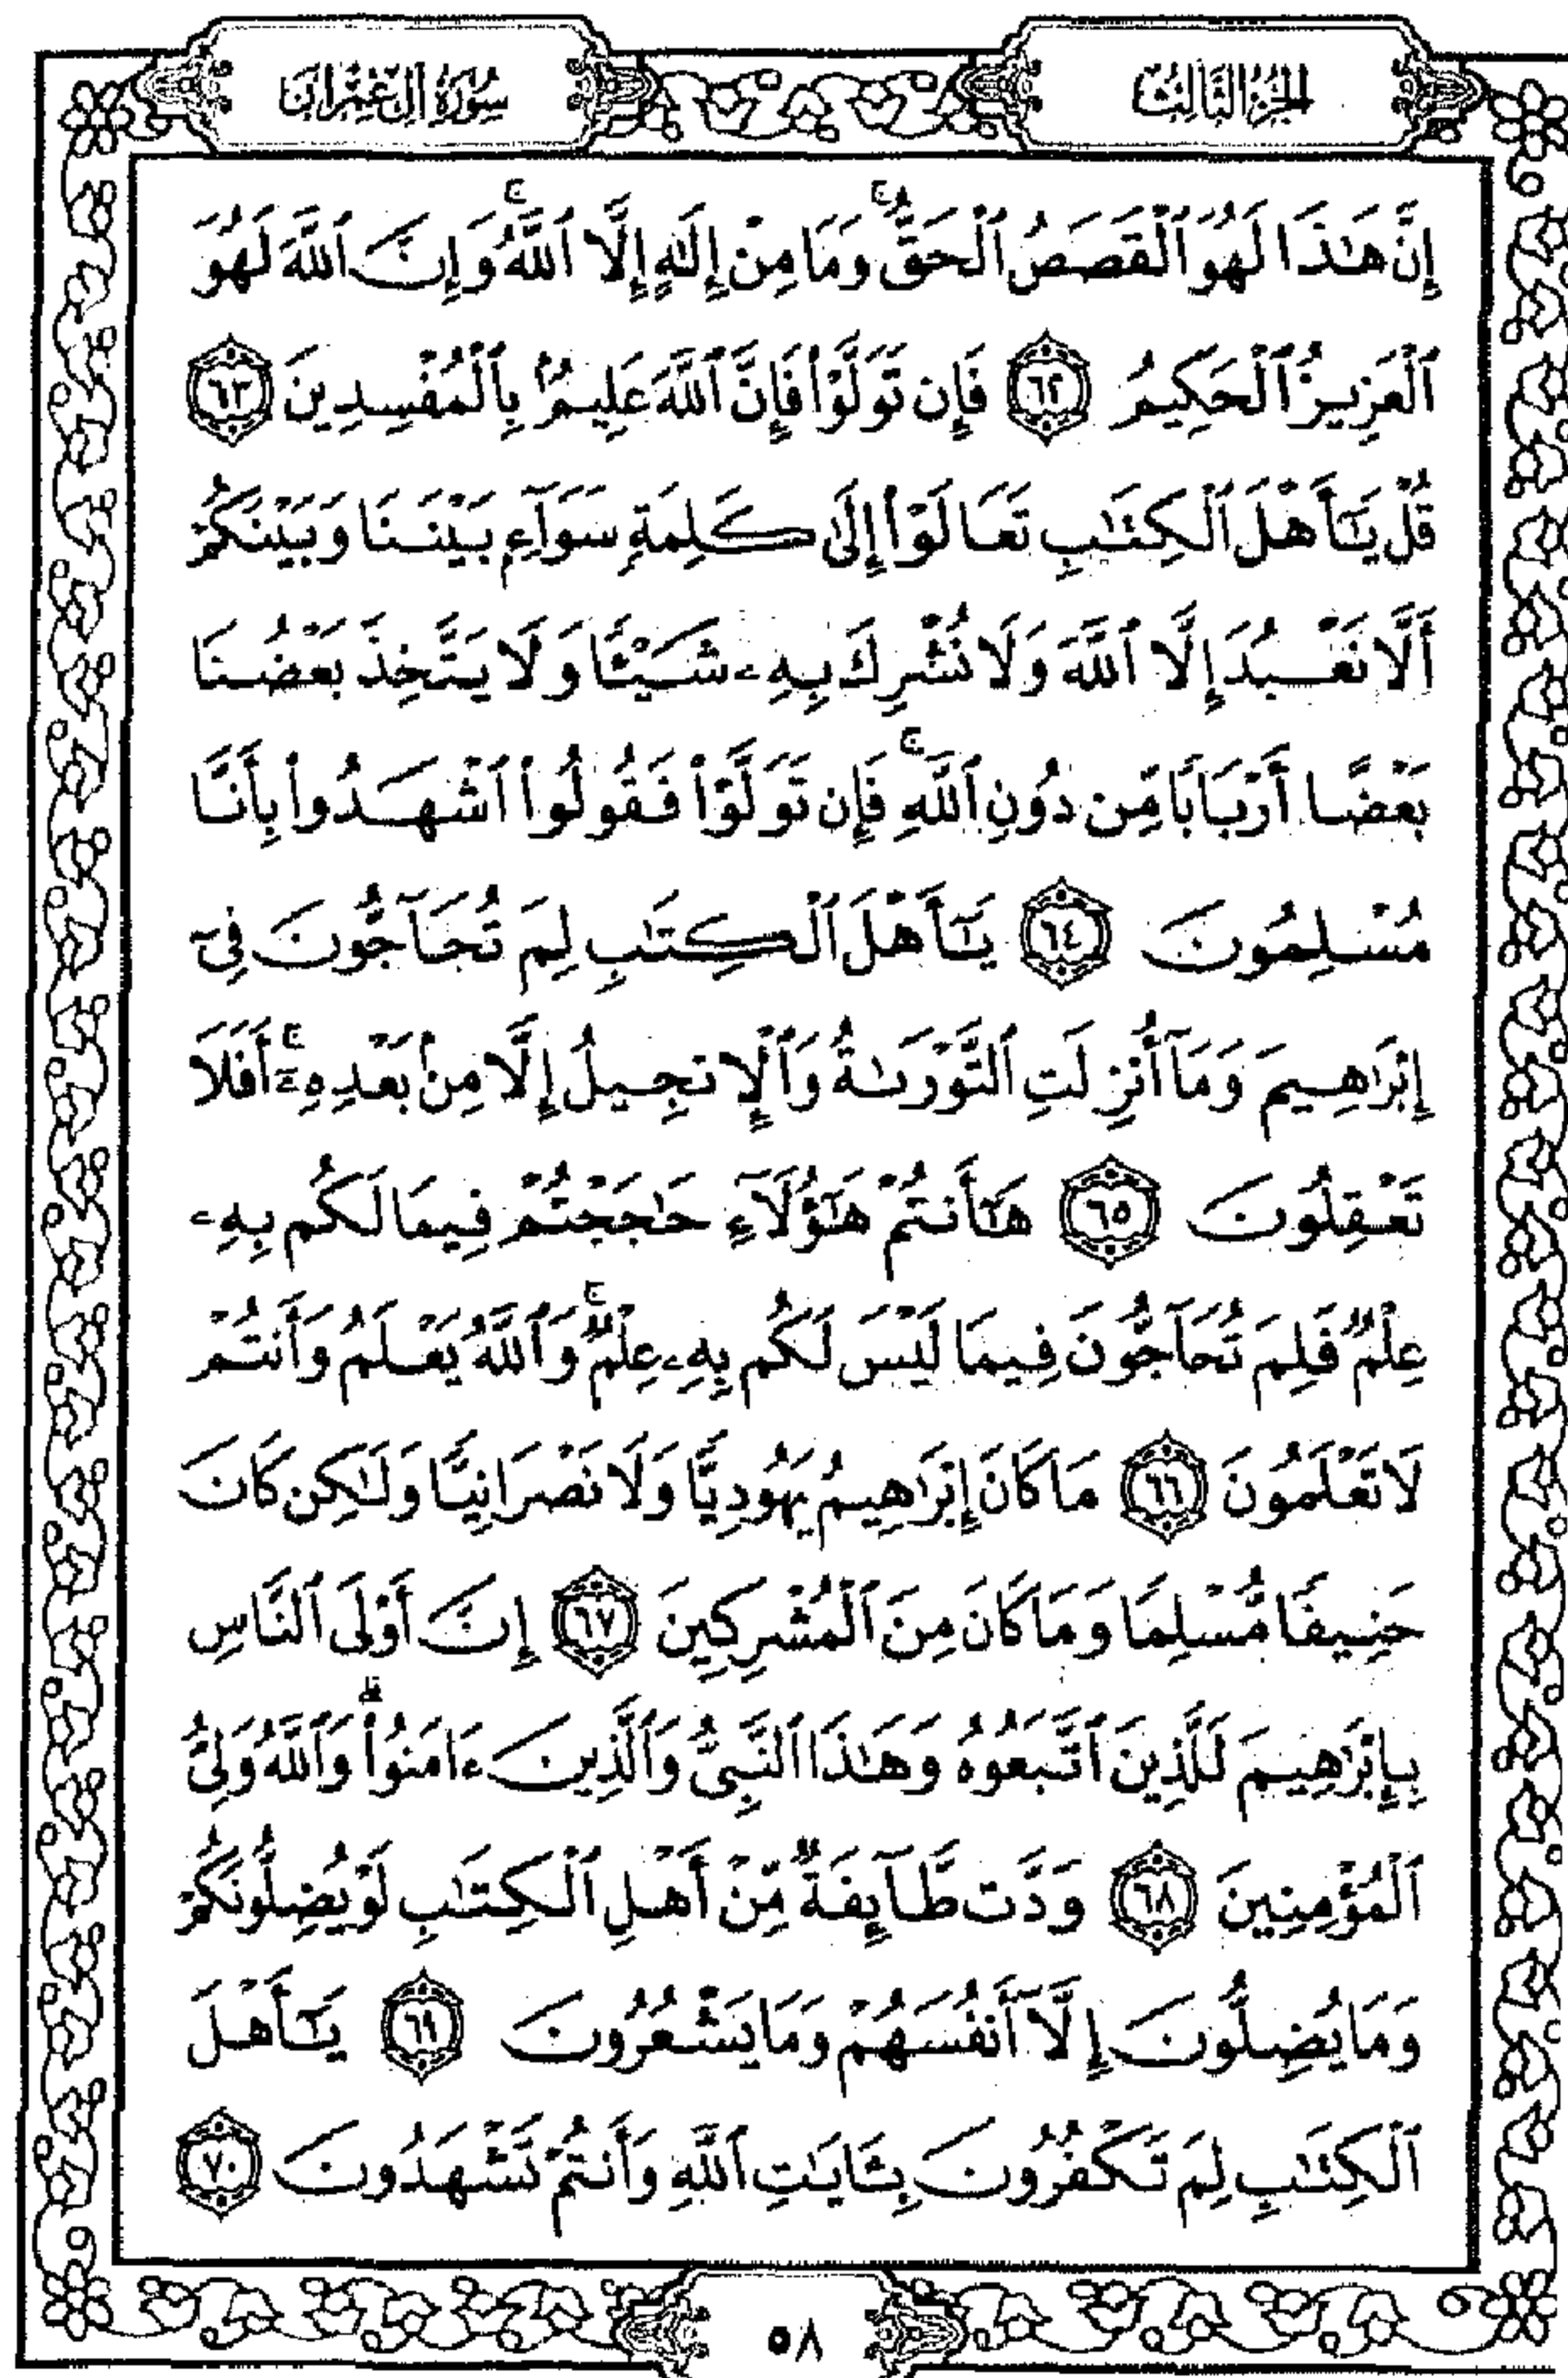 الجزء الثالث
سورة آل عمران
إِنَّ هَٰذَا لَهُوَ ٱلْقَصَصُ ٱلْحَقُّ ۚ وَمَا مِنْ إِلَٰهٍ إِلَّا ٱللَّهُ ۚ وَإِنَّ ٱللَّهَ لَهُوَ
ٱلْعَزِيزُ ٱلْحَكِيمُ ٦٢ فَإِن تَوَلَّوْا۟ فَإِنَّ ٱللَّهَ عَلِيمٌۢ بِٱلْمُفْسِدِينَ ٦٣
قُلْ يَٰٓأَهْلَ ٱلْكِتَٰبِ تَعَالَوْا۟ إِلَىٰ كَلِمَةٍ سَوَآءٍۭ بَيْنَنَا وَبَيْنَكُمْ
أَلَّا نَعْبُدَ إِلَّا ٱللَّهَ وَلَا نُشْرِكَ بِهِۦ شَيْـًٔا وَلَا يَتَّخِذَ بَعْضُنَا
بَعْضًا أَرْبَابًا مِّن دُونِ ٱللَّهِ ۚ فَإِن تَوَلَّوْا۟ فَقُولُوا۟ ٱشْهَدُوا۟ بِأَنَّا
مُسْلِمُونَ ٦٤ يَٰٓأَهْلَ ٱلْكِتَٰبِ لِمَ تُحَآجُّونَ فِىٓ
إِبْرَٰهِيمَ وَمَآ أُنزِلَتِ ٱلتَّوْرَىٰةُ وَٱلْإِنجِيلُ إِلَّا مِنۢ بَعْدِهِۦٓ ۚ أَفَلَا
تَعْقِلُونَ ٦٥ هَٰٓأَنتُمْ هَٰٓؤُلَآءِ حَٰجَجْتُمْ فِيمَا لَكُم بِهِۦ
عِلْمٌ فَلِمَ تُحَآجُّونَ فِيمَا لَيْسَ لَكُم بِهِۦ عِلْمٌ ۚ وَٱللَّهُ يَعْلَمُ وَأَنتُمْ
لَا تَعْلَمُونَ ٦٦ مَا كَانَ إِبْرَٰهِيمُ يَهُودِيًّا وَلَا نَصْرَانِيًّا وَلَٰكِن كَانَ
حَنِيفًا مُّسْلِمًا وَمَا كَانَ مِنَ ٱلْمُشْرِكِينَ ٦٧ إِنَّ أَوْلَى ٱلنَّاسِ
بِإِبْرَٰهِيمَ لَلَّذِينَ ٱتَّبَعُوهُ وَهَٰذَا ٱلنَّبِىُّ وَٱلَّذِينَ ءَامَنُوا۟ ۗ وَٱللَّهُ وَلِىُّ
ٱلْمُؤْمِنِينَ ٦٨ وَدَّت طَّآئِفَةٌ مِّنْ أَهْلِ ٱلْكِتَٰبِ لَوْ يُضِلُّونَكُمْ
وَمَا يُضِلُّونَ إِلَّآ أَنفُسَهُمْ وَمَا يَشْعُرُونَ ٦٩ يَٰٓأَهْلَ
ٱلْكِتَٰبِ لِمَ تَكْفُرُونَ بِـَٔايَٰتِ ٱللَّهِ وَأَنتُمْ تَشْهَدُونَ ٧٠
٥٨